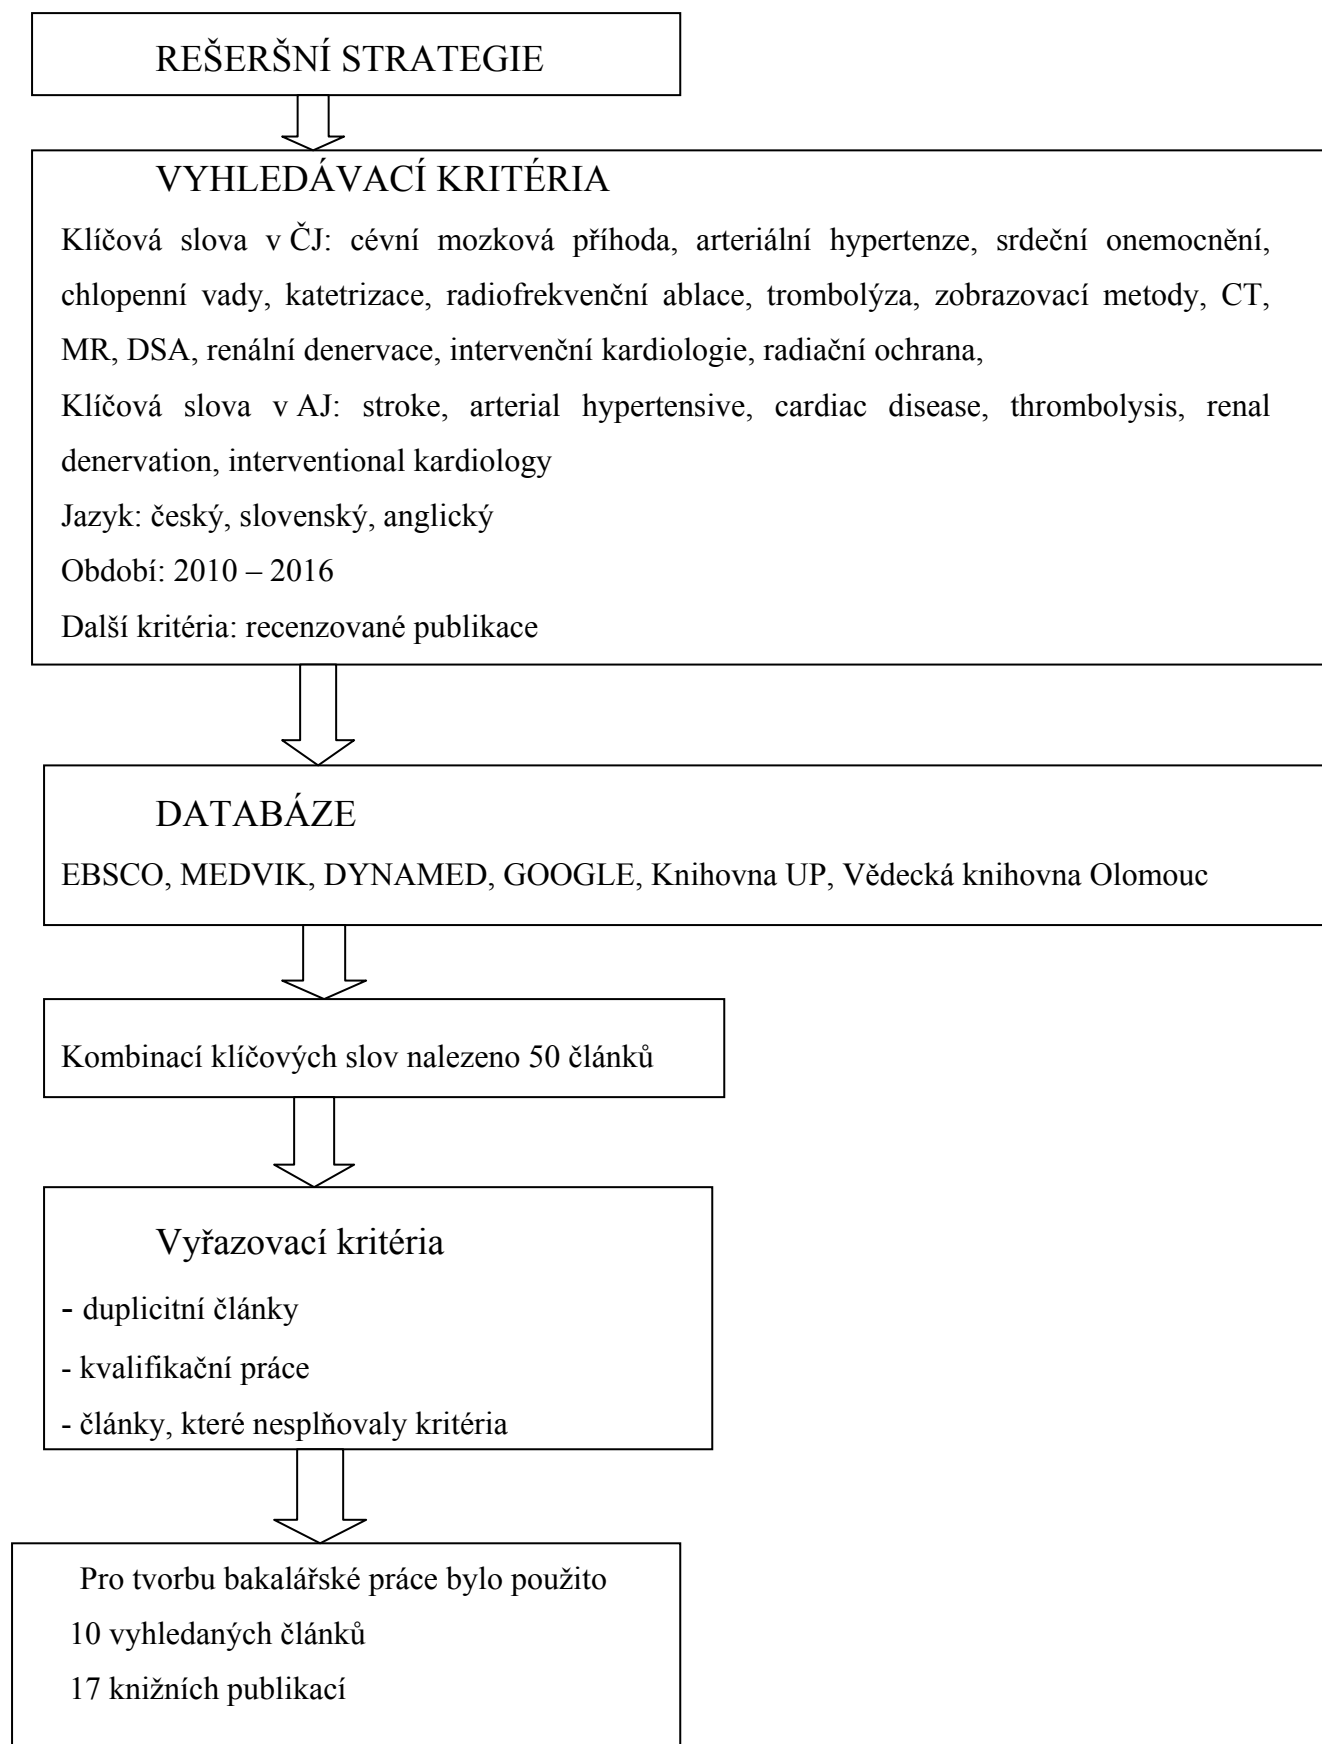 REŠERŠNÍ STRATEGIE
VYHLEDÁVACÍ KRITÉRIA
Klíčová slova v ČJ: cévní mozková příhoda, arteriální hypertenze, srdeční onemocnění,
chlopenní vady, katetrizace, radiofrekvenční ablace, trombolýza, zobrazovací metody, CT,
MR, DSA, renální denervace, intervenční kardiologie, radiační ochrana,
Klíčová slova v AJ: stroke, arterial hypertensive, cardiac disease, thrombolysis, renal
denervation, interventional kardiology
Jazyk: český, slovenský, anglický
Období: 2010 – 2016
Další kritéria: recenzované publikace
DATABÁZE
EBSCO, MEDVIK, DYNAMED, GOOGLE, Knihovna UP, Vědecká knihovna Olomouc
Kombinací klíčových slov nalezeno 50 článků
Vyřazovací kritéria
- duplicitní články
- kvalifikační práce
- články, které nesplňovaly kritéria
Pro tvorbu bakalářské práce bylo použito
10 vyhledaných článků
17 knižních publikací